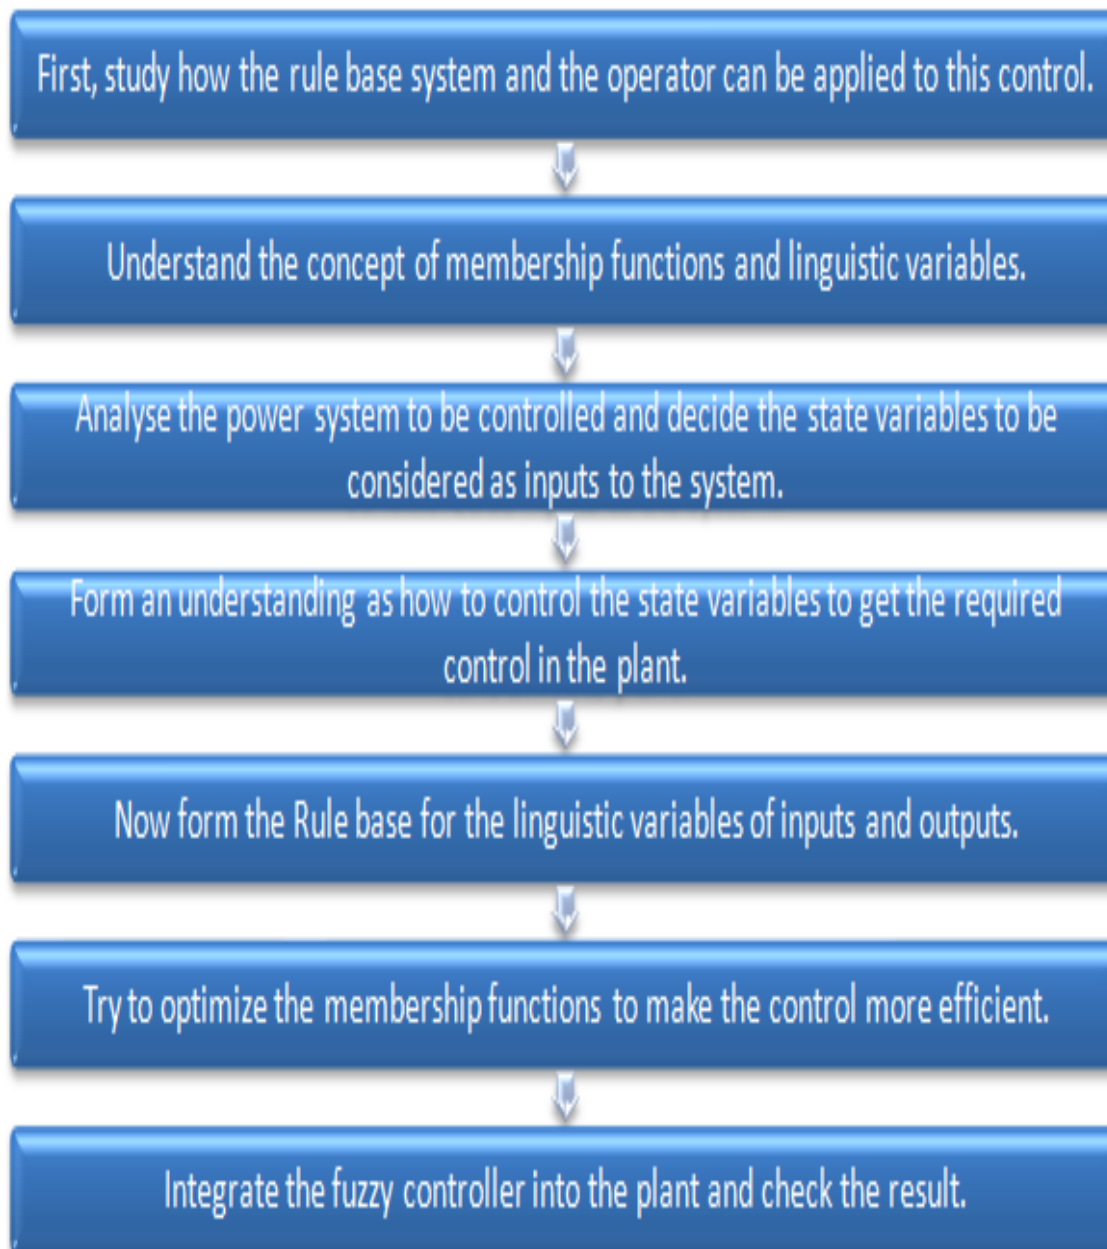 First, study how the rule base system and the operator can be applied to this control.
Understand the concept of membership functions and linguistic variables.
Analyse the power system to be controlled and decide the state variables to be
considered as inputs to the system.
Form an understanding as how to control the state variables to get the required
control in the plant.
Now form the Rule base for the linguistic variables of inputs and outputs.
Try to optimize the membership functions to make the control more efficient.
Integrate the fuzzy controller into the plant and check the result.